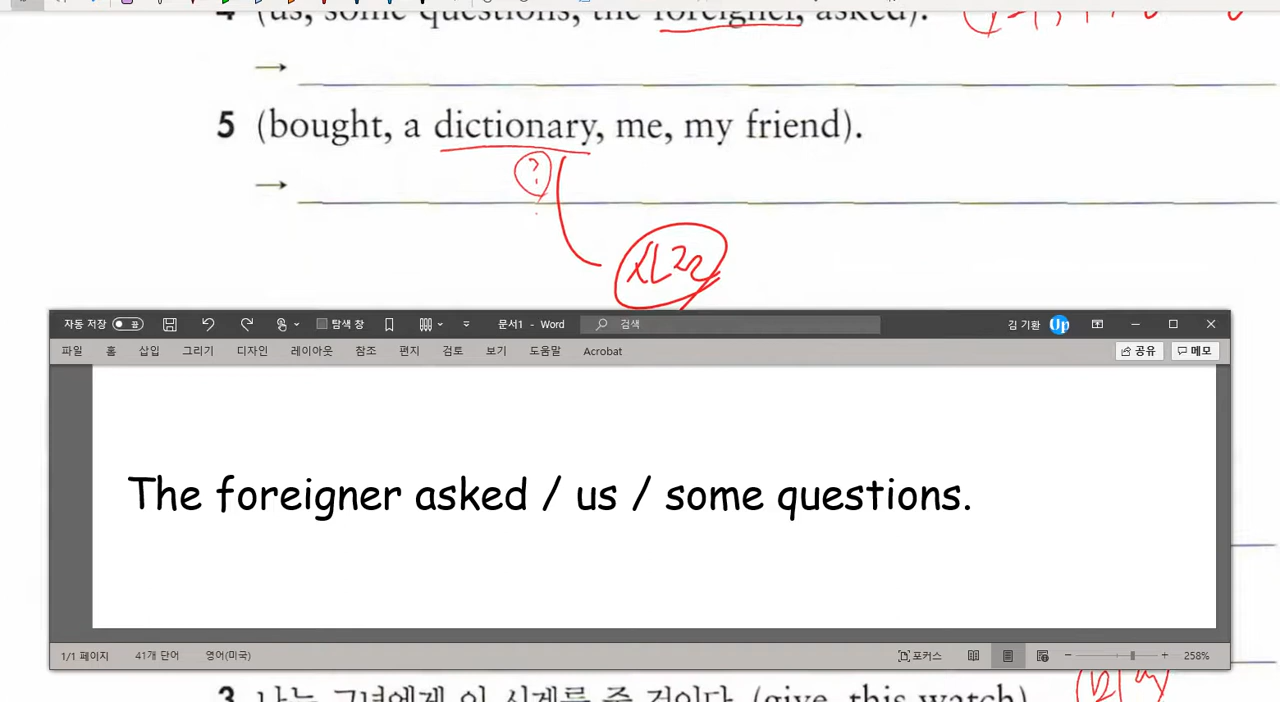 4 (us, some questions, the foreigner, asked).
→
5 (bought, a dictionary, me, my friend).
→
?
자동 저장 끔 탐색 창 문서1 - Word 검색 김 기환 Up
파일 홈 삽입 그리기 디자인 레이아웃 참조 편지 검토 보기 도움말 Acrobat 공유 메모
The foreigner asked / us / some questions.
1/1 페이지 41개 단어 영어(미국) 포커스 258%
3 나는 그녀에게 이 시계를 줄 것이다. (give, this watch)